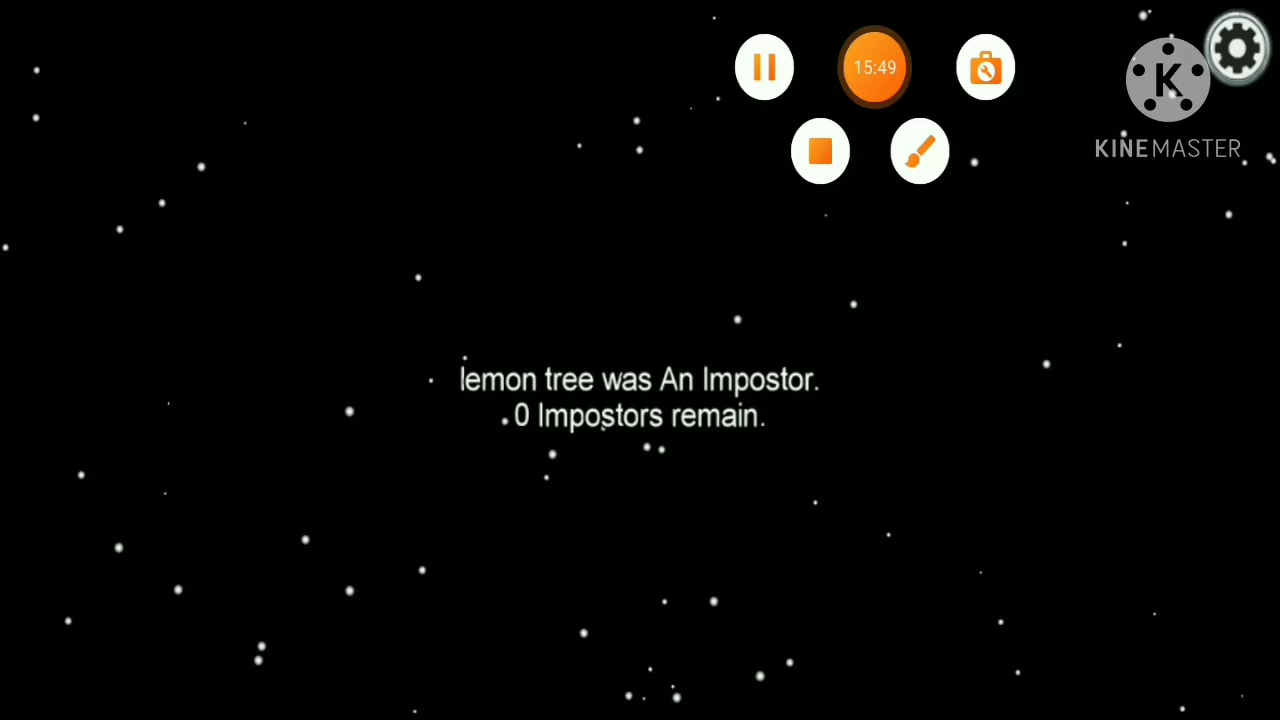 15:49
K
KINEMASTER
lemon tree was An Impostor.
0 Impostors remain.